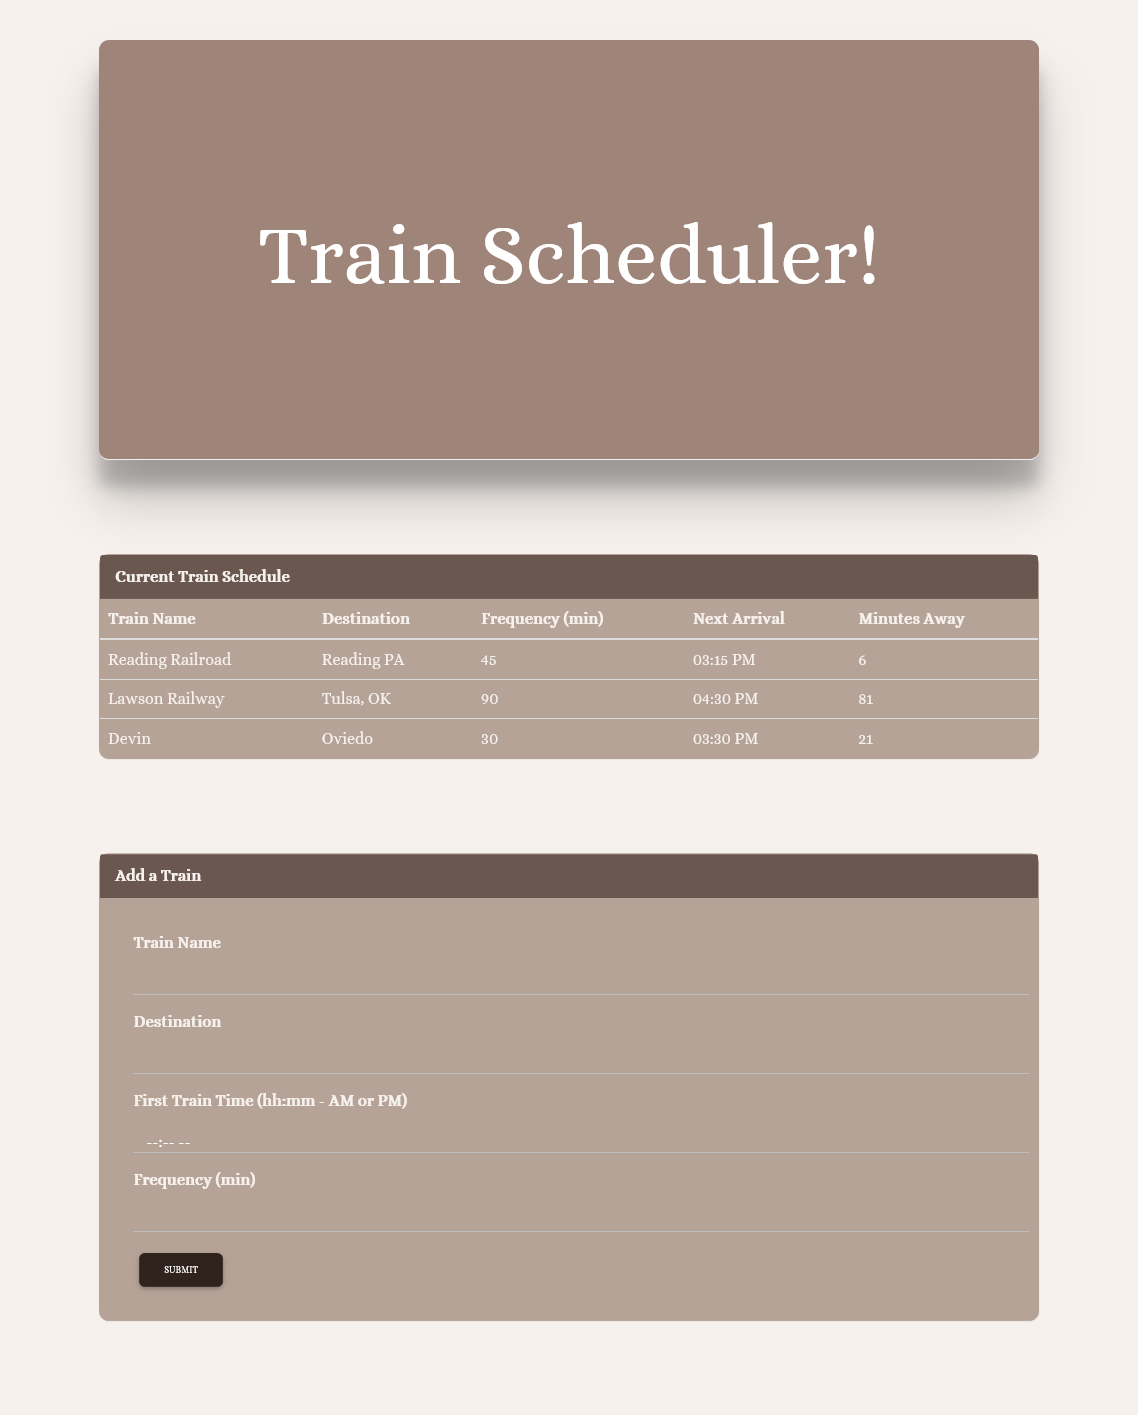 Train Scheduler!
Current Train Schedule
Train Name Destination Frequency (min) Next Arrival Minutes Away
Reading Railroad Reading PA 45 03:15 PM 6
Lawson Railway Tulsa, OK 90 04:30 PM 81
Devin Oviedo 30 03:30 PM 21
Add a Train
Train Name
Destination
First Train Time (hh:mm - AM or PM)
--:-- --
Frequency (min)
SUBMIT